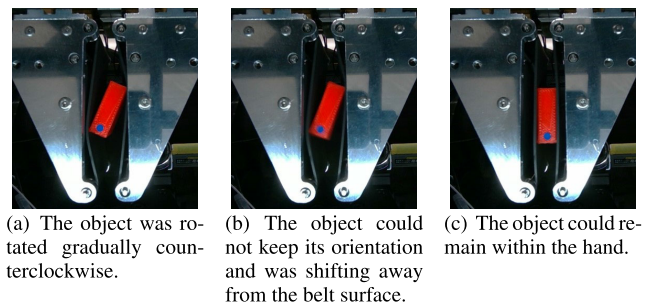 (a) The object was ro-
tated gradually coun-
terclockwise.
(b) The object could
not keep its orientation
and was shifting away
from the belt surface.
(c) The object could re-
main within the hand.